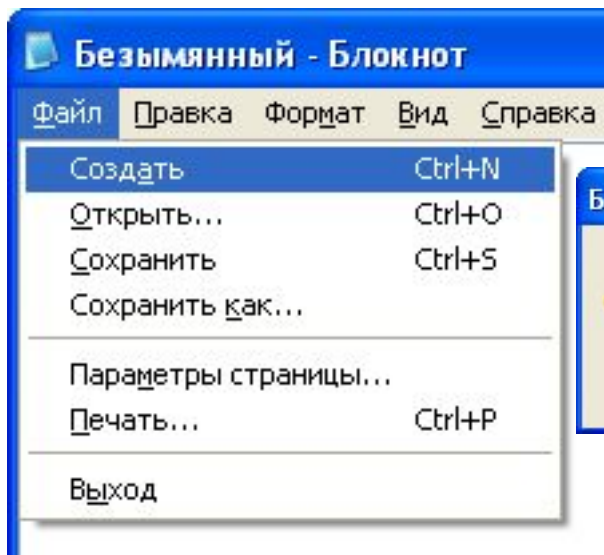 Безымянный - Блокнот
Файл Правка Формат Вид Справка
Создать Ctrl+N
Открыть... Ctrl+O
Сохранить Ctrl+S
Сохранить как...
Параметры страницы...
Печать... Ctrl+P
Выход